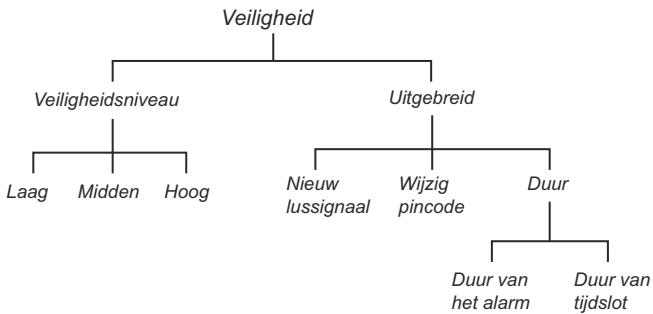 Veiligheid
Veiligheidsniveau
Uitgebreid
Laag
Midden
Hoog
Nieuw
lussignaal
Wijzig
pincode
Duur
Duur van
het alarm
Duur van
tijdslot